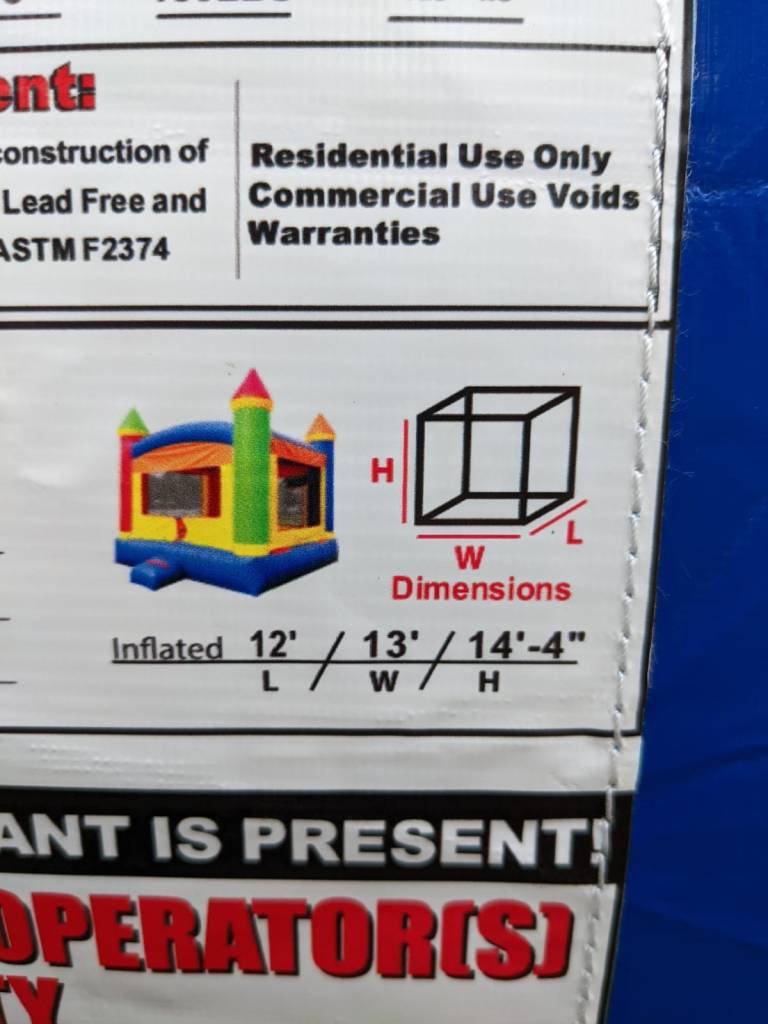 ent:
construction of
Lead Free and
ASTM F2374
Residential Use Only
Commercial Use Voids
Warranties
H
W
L
Dimensions
Inflated 12' / 13' / 14'-4"
L W H
ANT IS PRESENT!
OPERATOR(S)
TY